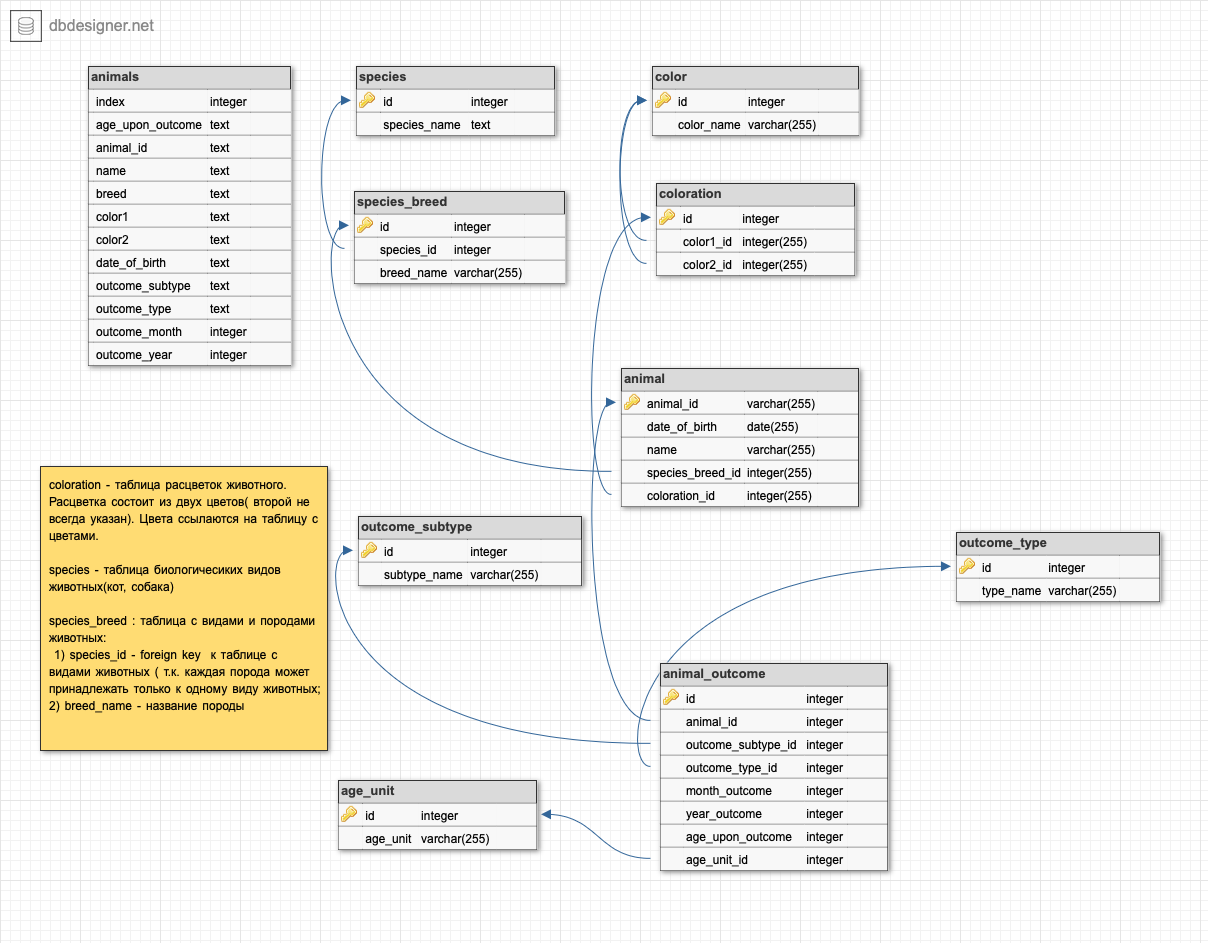 dbdesigner.net
animals
index integer
age_upon_outcome text
animal_id text
name text
breed text
color1 text
color2 text
date_of_birth text
outcome_subtype text
outcome_type text
outcome_month integer
outcome_year integer
species
id integer
species_name text
color
id integer
color_name varchar(255)
species_breed
id integer
species_id integer
breed_name varchar(255)
coloration
id integer
color1_id integer(255)
color2_id integer(255)
animal
animal_id varchar(255)
date_of_birth date(255)
name varchar(255)
species_breed_id integer(255)
coloration_id integer(255)
coloration - таблица расцветок животного.
Расцветка состоит из двух цветов( второй не
всегда указан). Цвета ссылаются на таблицу с
цветами.
species - таблица биологичесиких видов
животных(кот, собака)
species_breed : таблица с видами и породами
животных:
1) species_id - foreign key к таблице с
видами животных ( т.к. каждая порода может
принадлежать только к одному виду животных;
2) breed_name - название породы
outcome_subtype
id integer
subtype_name varchar(255)
outcome_type
id integer
type_name varchar(255)
animal_outcome
id integer
animal_id integer
outcome_subtype_id integer
outcome_type_id integer
month_outcome integer
year_outcome integer
age_upon_outcome integer
age_unit_id integer
age_unit
id integer
age_unit varchar(255)